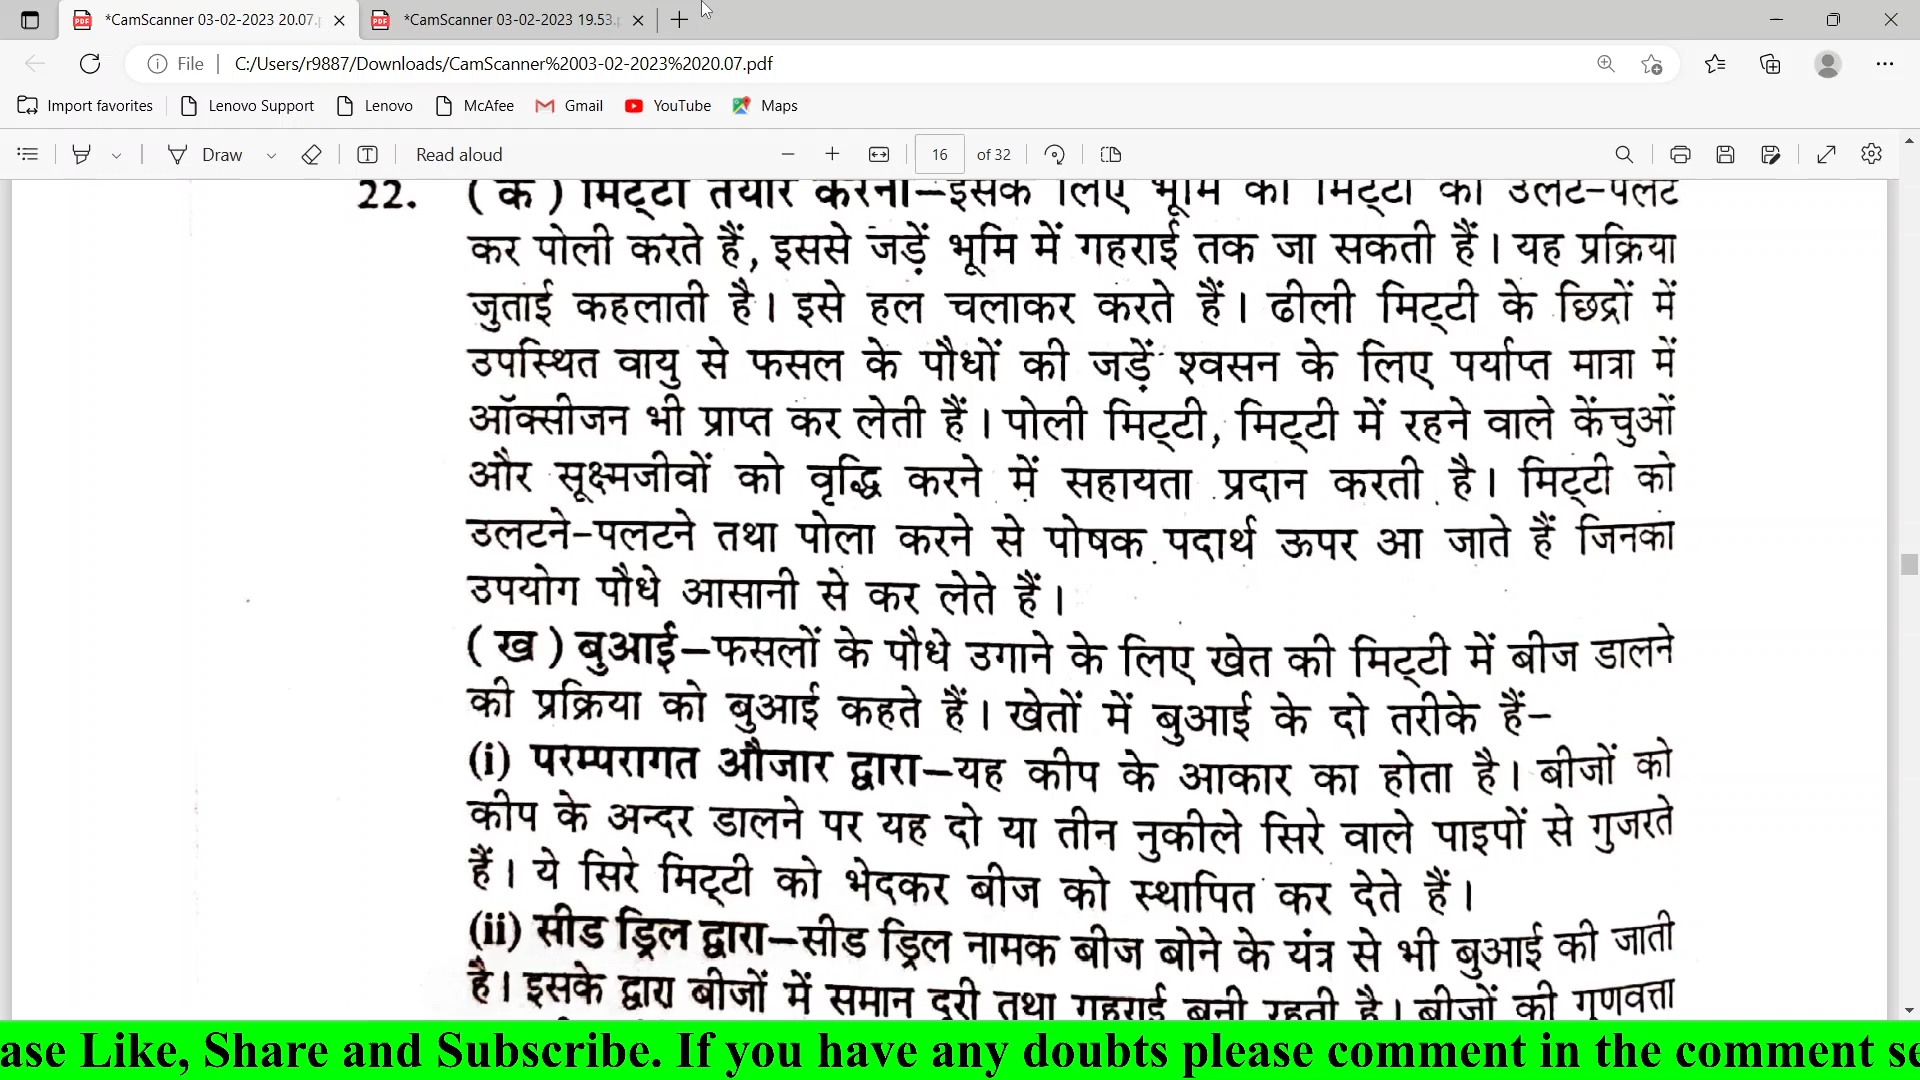 *CamScanner 03-02-2023 20.07.
*CamScanner 03-02-2023 19.53.
File
C:/Users/r9887/Downloads/CamScanner%2003-02-2023%2020.07.pdf
Import favorites
Lenovo Support
Lenovo
McAfee
Gmail
YouTube
Maps
Draw
Read aloud
16
of 32
22. ( क ) मिट्टी तैयार करना–इसके लिए भूमि की मिट्टी को उलट-पलट
कर पोली करते हैं, इससे जड़ें भूमि में गहराई तक जा सकती हैं। यह प्रक्रिया
जुताई कहलाती है। इसे हल चलाकर करते हैं। ढीली मिट्टी के छिद्रों में
उपस्थित वायु से फसल के पौधों की जड़ें श्वसन के लिए पर्याप्त मात्रा में
ऑक्सीजन भी प्राप्त कर लेती हैं। पोली मिट्टी, मिट्टी में रहने वाले केंचुओं
और सूक्ष्मजीवों को वृद्धि करने में सहायता प्रदान करती है। मिट्टी को
उलटने-पलटने तथा पोला करने से पोषक पदार्थ ऊपर आ जाते हैं जिनका
उपयोग पौधे आसानी से कर लेते हैं।
( ख ) बुआई–फसलों के पौधे उगाने के लिए खेत की मिट्टी में बीज डालने
की प्रक्रिया को बुआई कहते हैं। खेतों में बुआई के दो तरीके हैं–
(i) परम्परागत औजार द्वारा–यह कीप के आकार का होता है। बीजों को
कीप के अन्दर डालने पर यह दो या तीन नुकीले सिरे वाले पाइपों से गुजरते
हैं। ये सिरे मिट्टी को भेदकर बीज को स्थापित कर देते हैं।
(ii) सीड ड्रिल द्वारा–सीड ड्रिल नामक बीज बोने के यंत्र से भी बुआई की जाती
है। इसके द्वारा बीजों में समान दूरी तथा गहराई बनी रहती है। बीजों की गुणवत्ता
ase Like, Share and Subscribe. If you have any doubts please comment in the comment se